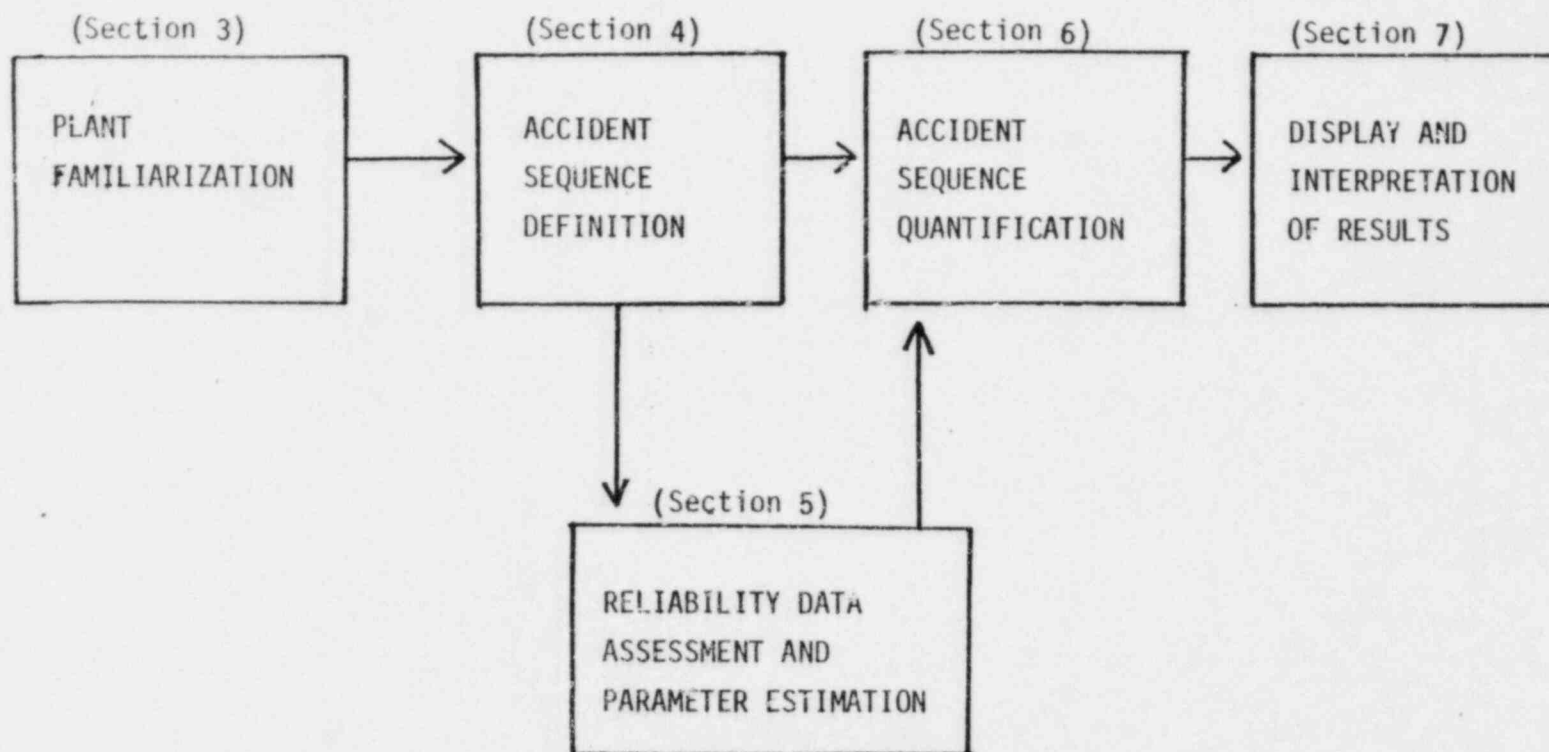 (Section 3)
PLANT
FAMILIARIZATION
(Section 4)
ACCIDENT
SEQUENCE
DEFINITION
(Section 6)
ACCIDENT
SEQUENCE
QUANTIFICATION
(Section 7)
DISPLAY AND
INTERPRETATION
OF RESULTS
(Section 5)
RELIABILITY DATA
ASSESSMENT AND
PARAMETER ESTIMATION